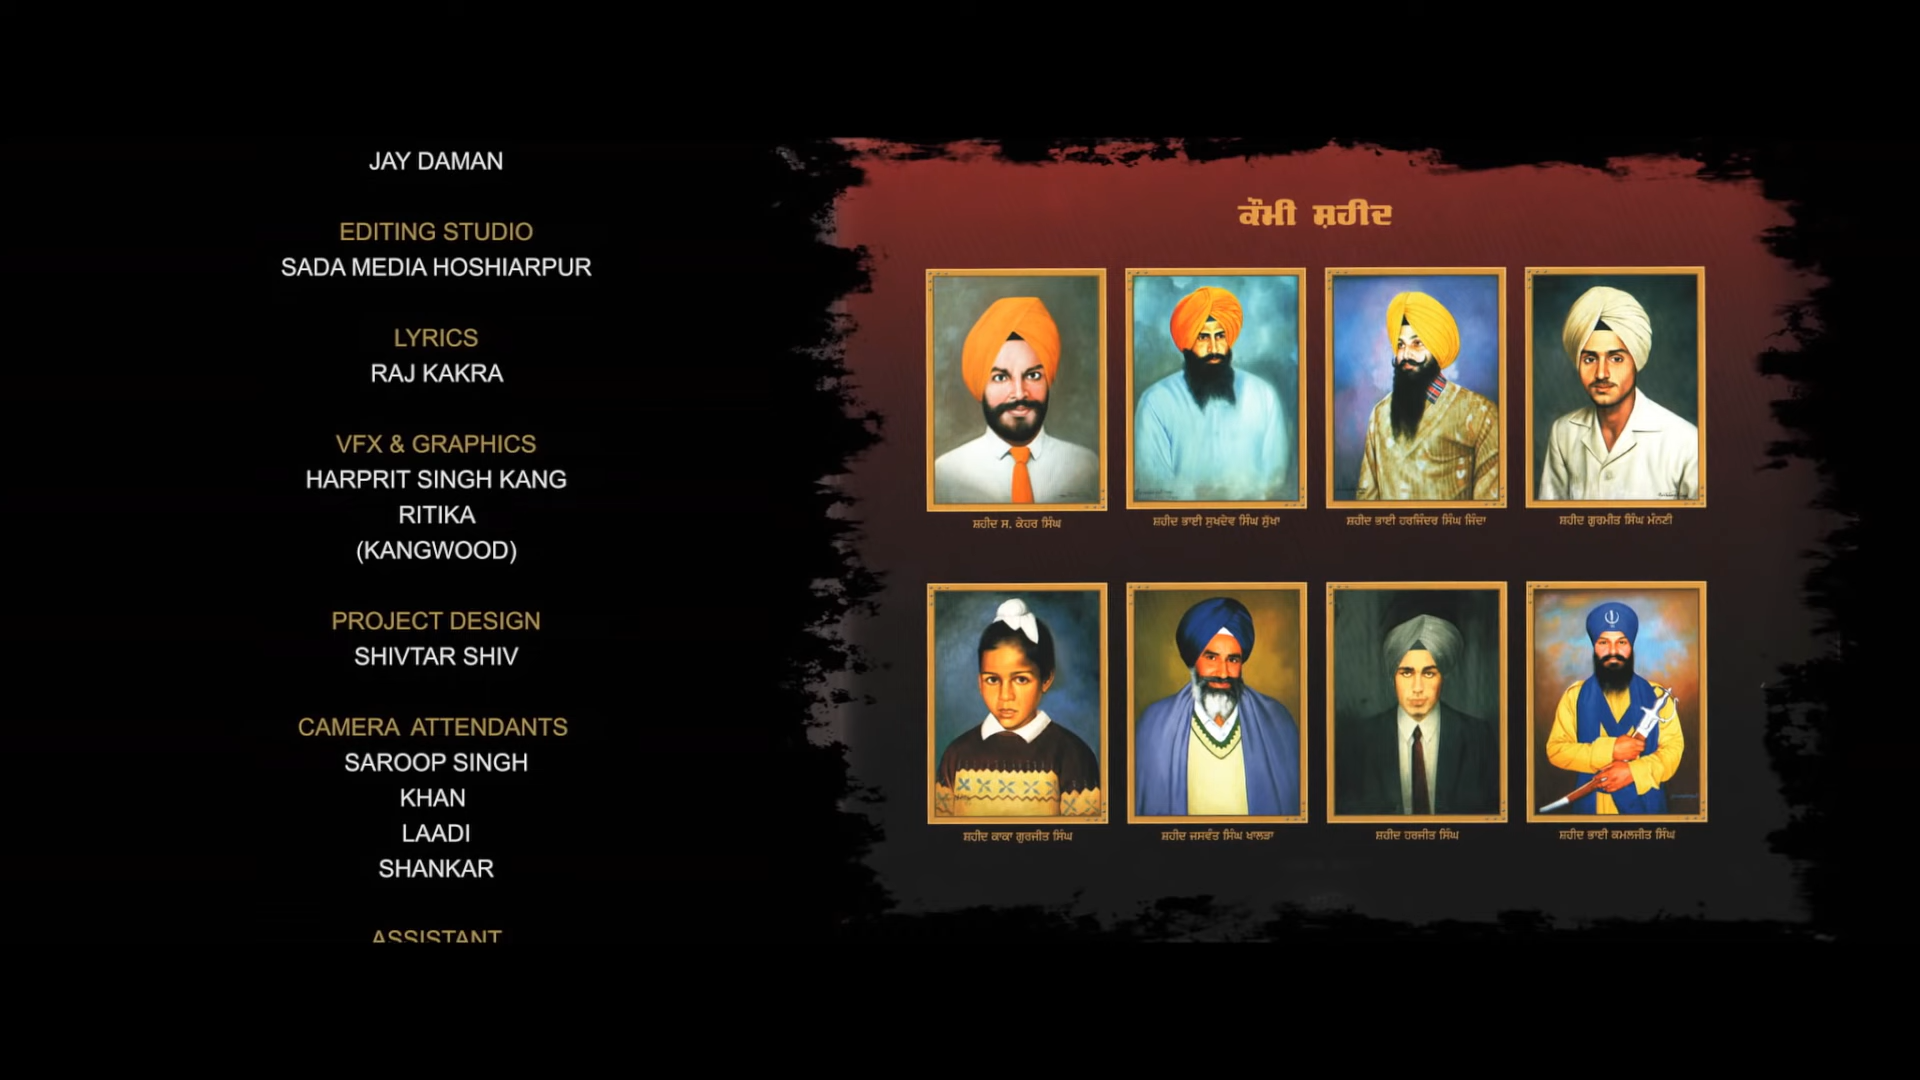 JAY DAMAN
EDITING STUDIO
SADA MEDIA HOSHIARPUR
LYRICS
RAJ KAKRA
VFX & GRAPHICS
HARPRIT SINGH KANG
RITIKA
(KANGWOOD)
PROJECT DESIGN
SHIVTAR SHIV
CAMERA ATTENDANTS
SAROOP SINGH
KHAN
LAADI
SHANKAR
ASSISTANT
ਕੌਮੀ ਸ਼ਹੀਦ
ਸ਼ਹੀਦ ਸ. ਕੇਹਰ ਸਿੰਘ
ਸ਼ਹੀਦ ਭਾਈ ਸੁਖਦੇਵ ਸਿੰਘ ਸੁੱਖਾ
ਸ਼ਹੀਦ ਭਾਈ ਹਰਜਿੰਦਰ ਸਿੰਘ ਜਿੰਦਾ
ਸ਼ਹੀਦ ਗੁਰਮੀਤ ਸਿੰਘ ਮੰਨਣੀ
ਸ਼ਹੀਦ ਕਾਕਾ ਗੁਰਜੀਤ ਸਿੰਘ
ਸ਼ਹੀਦ ਜਸਵੰਤ ਸਿੰਘ ਖਾਲੜਾ
ਸ਼ਹੀਦ ਹਰਜੀਤ ਸਿੰਘ
ਸ਼ਹੀਦ ਭਾਈ ਕਮਲਜੀਤ ਸਿੰਘ